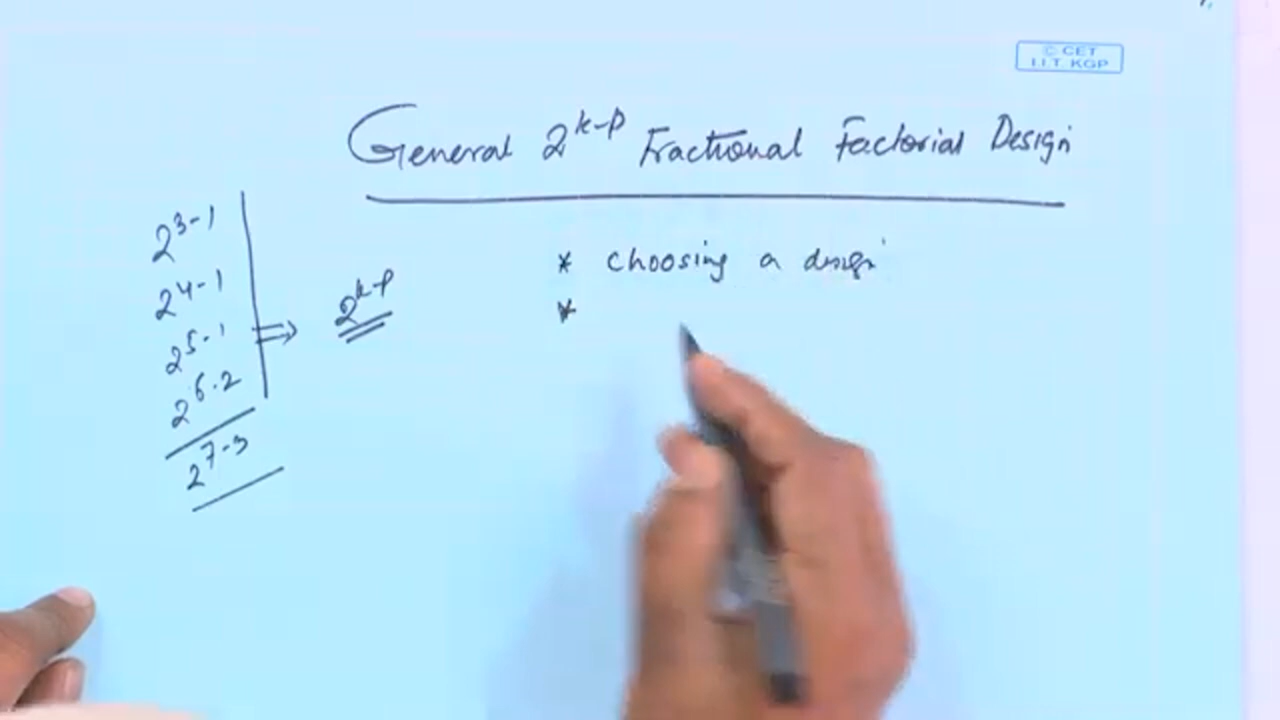 © CET
I.I.T. KGP
General 2^{k-p} Fractional Factorial Design
2^{3-1}
2^{4-1}
2^{5-1}
2^{6-2}
2^{7-3}
⇒ 2^{k-p}
* choosing a design
*